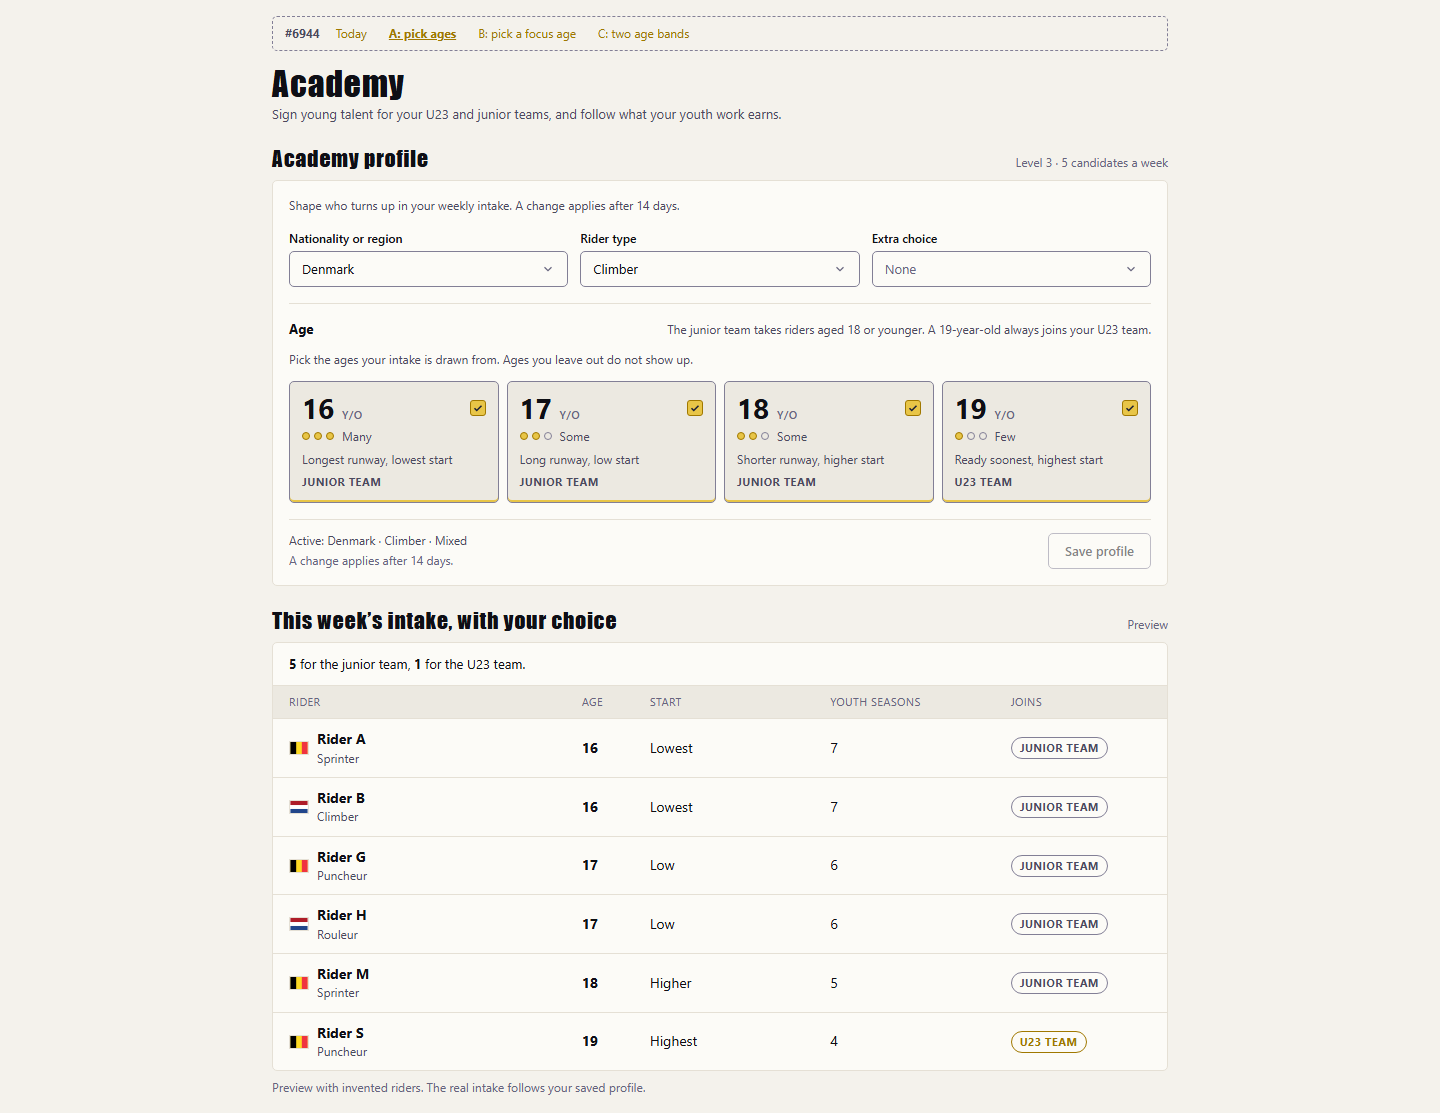 #6944 Today A: pick ages B: pick a focus age C: two age bands
Academy
Sign young talent for your U23 and junior teams, and follow what your youth work earns.
Academy profile
Level 3 · 5 candidates a week
Shape who turns up in your weekly intake. A change applies after 14 days.
Nationality or region Rider type Extra choice
Denmark Climber None
Age
The junior team takes riders aged 18 or younger. A 19-year-old always joins your U23 team.
Pick the ages your intake is drawn from. Ages you leave out do not show up.
16 Y/O
Many
Longest runway, lowest start
JUNIOR TEAM
17 Y/O
Some
Long runway, low start
JUNIOR TEAM
18 Y/O
Some
Shorter runway, higher start
JUNIOR TEAM
19 Y/O
Few
Ready soonest, highest start
U23 TEAM
Active: Denmark · Climber · Mixed
A change applies after 14 days.
Save profile
This week’s intake, with your choice
Preview
5 for the junior team, 1 for the U23 team.
RIDER AGE START YOUTH SEASONS JOINS
Rider A
Sprinter
16 Lowest 7 JUNIOR TEAM
Rider B
Climber
16 Lowest 7 JUNIOR TEAM
Rider G
Puncheur
17 Low 6 JUNIOR TEAM
Rider H
Rouleur
17 Low 6 JUNIOR TEAM
Rider M
Sprinter
18 Higher 5 JUNIOR TEAM
Rider S
Puncheur
19 Highest 4 U23 TEAM
Preview with invented riders. The real intake follows your saved profile.